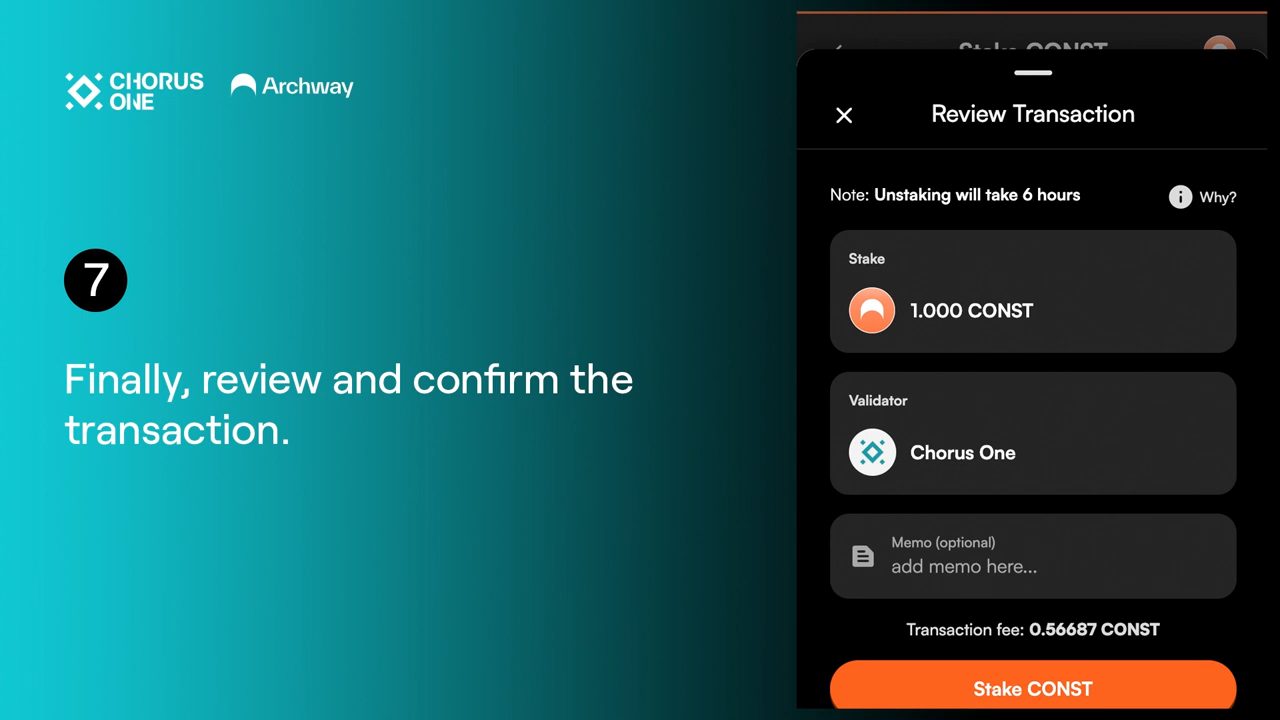 CHORUS
ONE
Archway
7
Finally, review and confirm the
transaction.
Stake CONST
Review Transaction
Note: Unstaking will take 6 hours
Why?
Stake
1.000 CONST
Validator
Chorus One
Memo (optional)
add memo here...
Transaction fee: 0.56687 CONST
Stake CONST